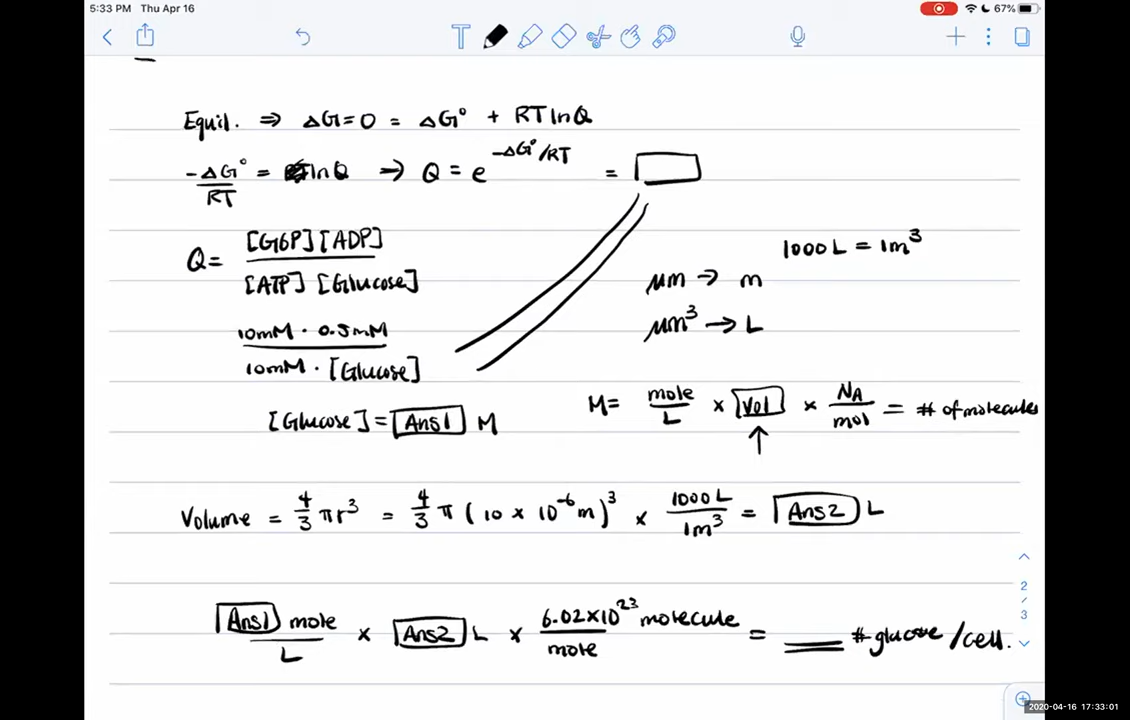 5:33 PM Thu Apr 16
67%
Equil. ⇒ ΔG=0 = ΔG° + RT ln Q
-ΔG°/RT = ln Q → Q = e^(-ΔG°/RT) =
Q = [G6P][ADP] / [ATP][Glucose]
1000 L = 1 m³
μm → m
μm³ → L
10mM · 0.5mM / 10mM · [Glucose]
[Glucose] = Ans1 M
M = mole/L × Vol × N_A/mol = # of molecules
↑
Volume = 4/3 πr³ = 4/3 π (10 × 10⁻⁶ m)³ × 1000 L / 1 m³ = Ans2 L
Ans1 mole/L × Ans2 L × 6.02×10²³ molecule / mole = ___ # glucose/cell.
2
/
3
2020-04-16 17:33:01